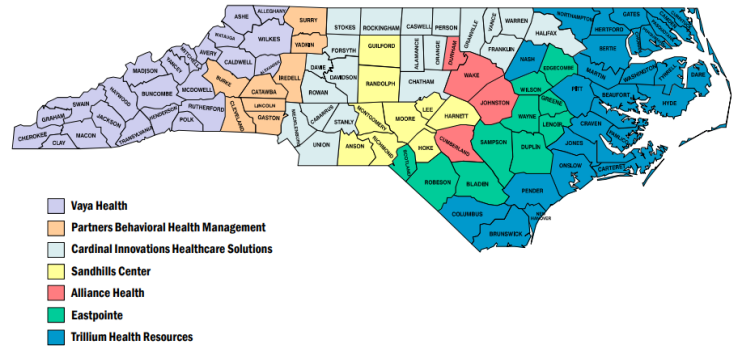 ALLEGHANY
ASHE
SURRY
STOKES
ROCKINGHAM
CASWELL
PERSON
GRANVILLE
VANCE
WARREN
NORTHAMPTON
GATES
HERTFORD
HALIFAX
WATAUGA
WILKES
YADKIN
FORSYTH
GUILFORD
ALAMANCE
ORANGE
DURHAM
FRANKLIN
BERTIE
MITCHELL
AVERY
CALDWELL
NASH
EDGECOMBE
YANCEY
MADISON
IREDELL
DAVIE
DAVIDSON
WAKE
MARTIN
WASHINGTON
TYRRELL
DARE
BURKE
CATAWBA
RANDOLPH
CHATHAM
WILSON
PITT
BUNCOMBE
MCDOWELL
ROWAN
BEAUFORT
HYDE
HAYWOOD
SWAIN
RUTHERFORD
LINCOLN
JOHNSTON
GREENE
GRAHAM
JACKSON
HENDERSON
POLK
CLEVELAND
GASTON
MECKLENBURG
CABARRUS
STANLY
MONTGOMERY
MOORE
LEE
HARNETT
WAYNE
LENOIR
CRAVEN
PAMLICO
CHEROKEE
CLAY
MACON
TRANSYLVANIA
UNION
ANSON
RICHMOND
HOKE
CUMBERLAND
SAMPSON
DUPLIN
JONES
SCOTLAND
ONSLOW
CARTERET
ROBESON
BLADEN
PENDER
COLUMBUS
NEW
HANOVER
BRUNSWICK
Vaya Health
Partners Behavioral Health Management
Cardinal Innovations Healthcare Solutions
Sandhills Center
Alliance Health
Eastpointe
Trillium Health Resources